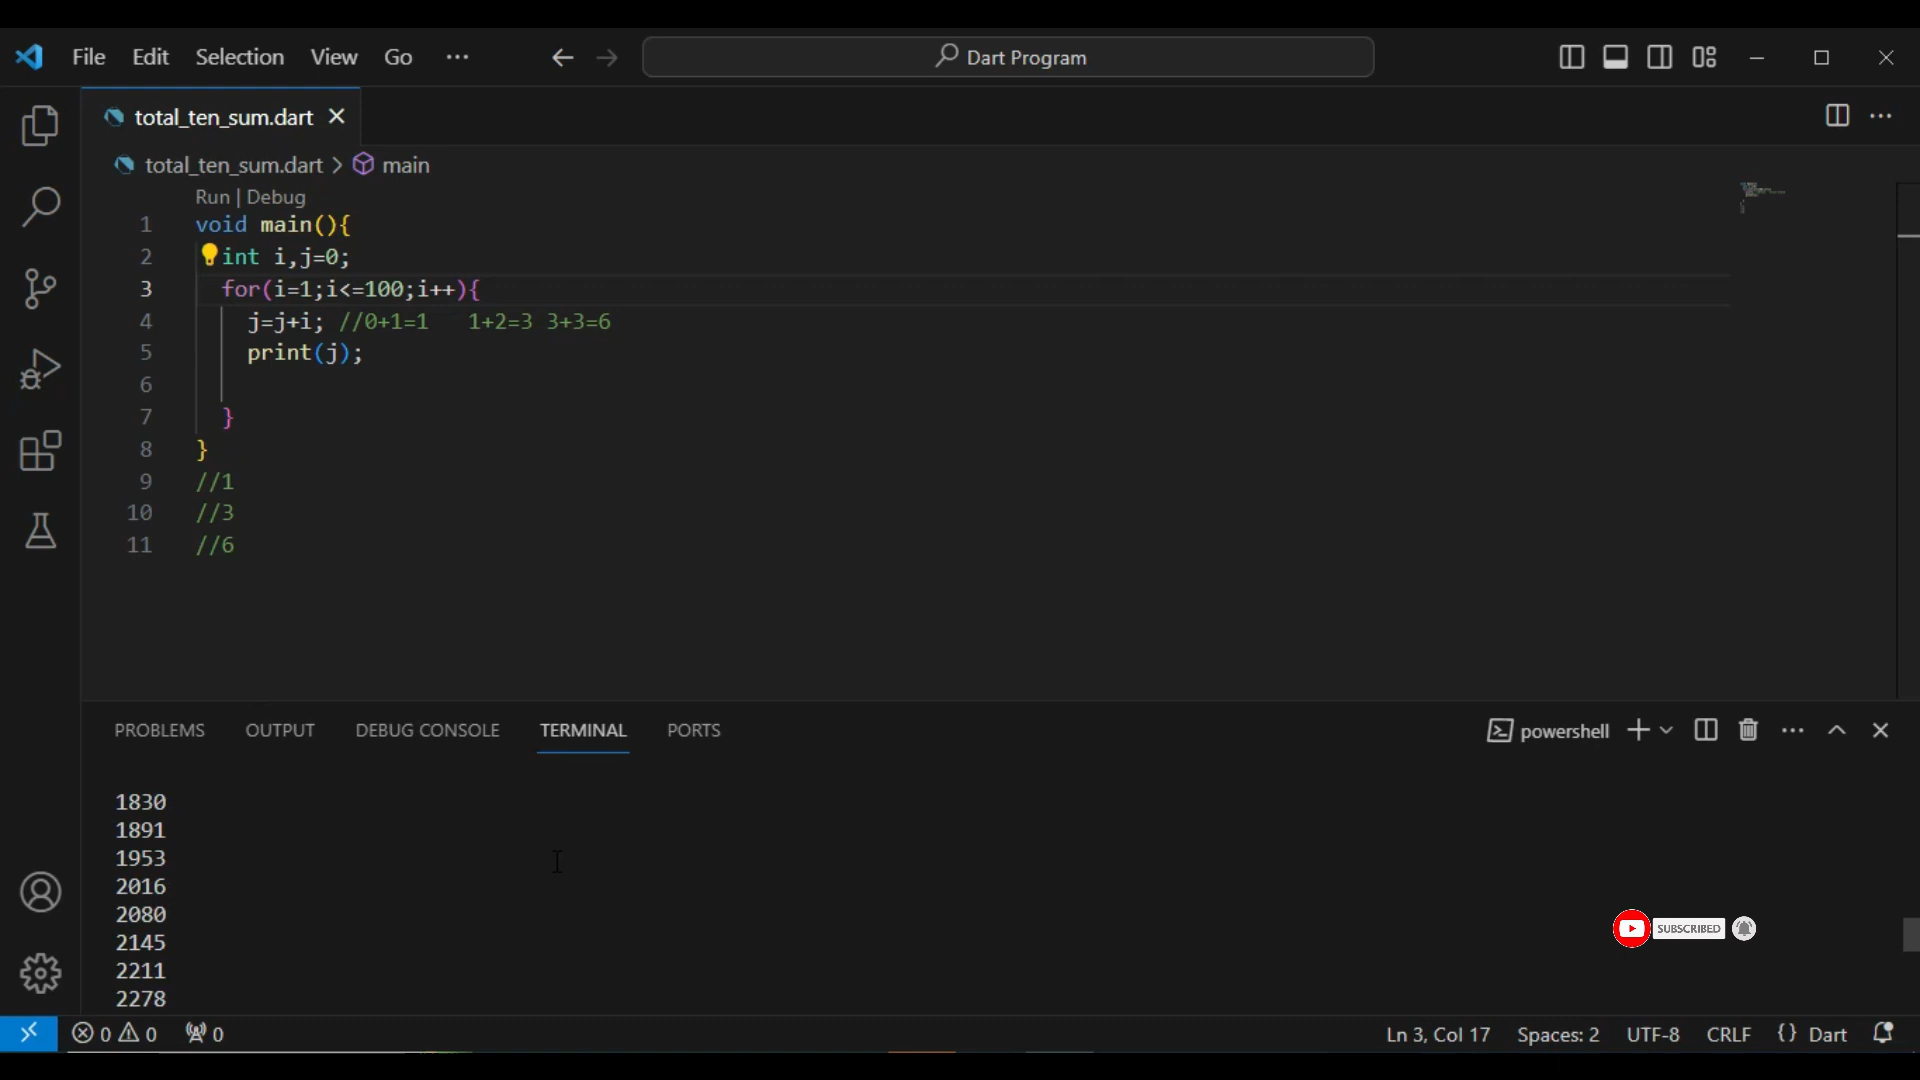 File Edit Selection View Go ···
Dart Program
total_ten_sum.dart
total_ten_sum.dart > main
Run | Debug
1 void main(){
2 int i,j=0;
3 for(i=1;i<=100;i++){
4 j=j+i; //0+1=1 1+2=3 3+3=6
5 print(j);
6
7 }
8 }
9 //1
10 //3
11 //6
PROBLEMS OUTPUT DEBUG CONSOLE TERMINAL PORTS
powershell
1830
1891
1953
2016
2080
2145
2211
2278
SUBSCRIBED
0 0 0
Ln 3, Col 17 Spaces: 2 UTF-8 CRLF {} Dart